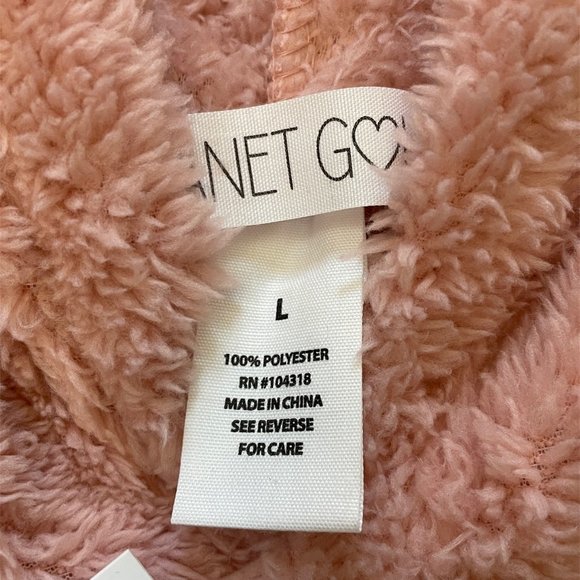 NET G♡
L
100% POLYESTER
RN #104318
MADE IN CHINA
SEE REVERSE
FOR CARE